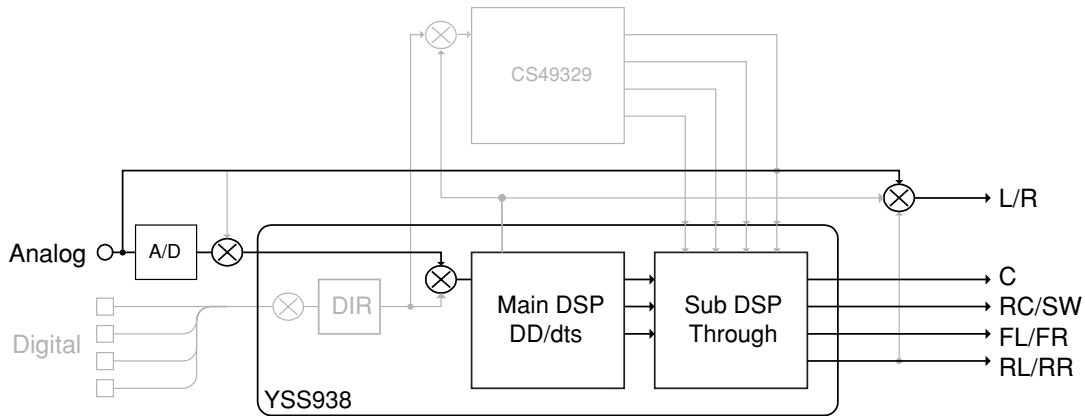 CS49329
L/R
Analog
A/D
C
DIR
Main DSP
DD/dts
Sub DSP
Through
RC/SW
Digital
FL/FR
RL/RR
YSS938